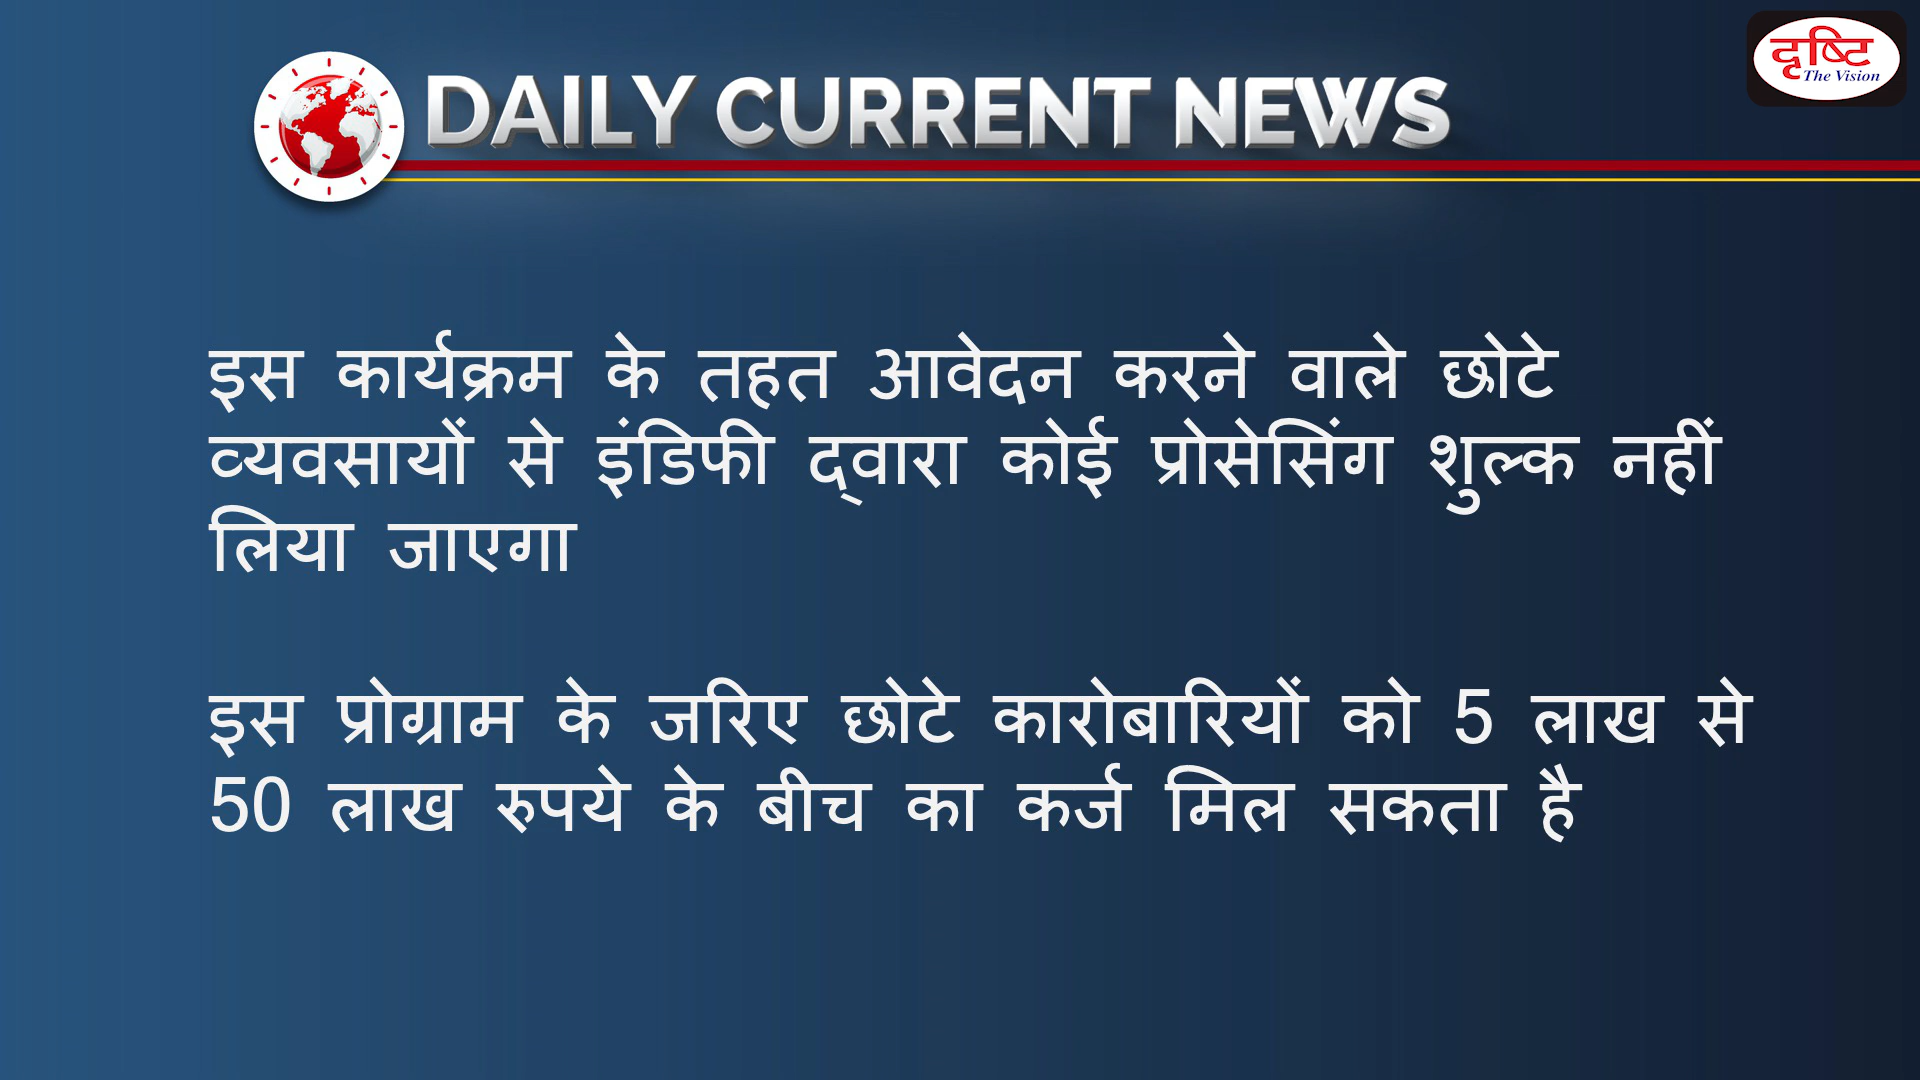 DAILY CURRENT NEWS
दृष्टि
The Vision
इस कार्यक्रम के तहत आवेदन करने वाले छोटे
व्यवसायों से इंडिफी द्वारा कोई प्रोसेसिंग शुल्क नहीं
लिया जाएगा
इस प्रोग्राम के जरिए छोटे कारोबारियों को 5 लाख से
50 लाख रुपये के बीच का कर्ज मिल सकता है